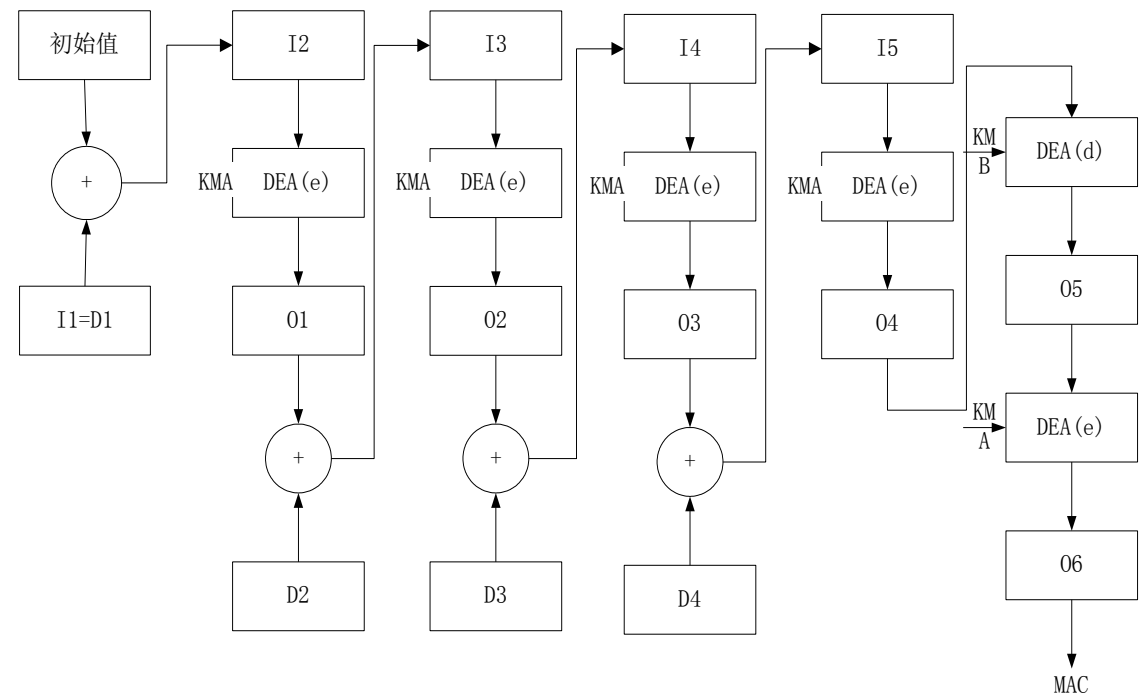 初始值
I2
I3
I4
I5
KMA
DEA(e)
KMA
DEA(e)
KMA
DEA(e)
KMA
DEA(e)
KM
B
DEA(d)
+
I1=D1
O1
O2
O3
O4
O5
KM
A
DEA(e)
+
+
+
D2
D3
D4
O6
MAC